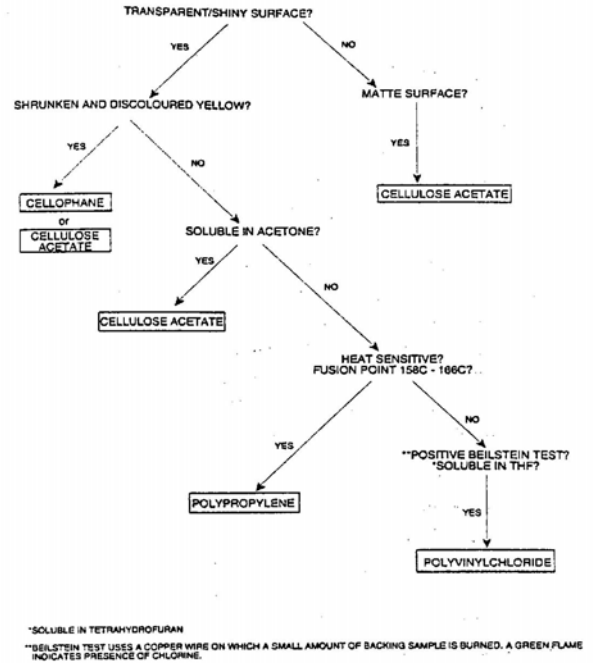 TRANSPARENT/SHINY SURFACE?
YES
NO
SHRUNKEN AND DISCOLOURED YELLOW?
MATTE SURFACE?
YES
NO
YES
CELLOPHANE
or
CELLULOSE
ACETATE
CELLULOSE ACETATE
SOLUBLE IN ACETONE?
YES
NO
CELLULOSE ACETATE
HEAT SENSITIVE?
FUSION POINT 158C - 166C?
YES
NO
**POSITIVE BEILSTEIN TEST?
*SOLUBLE IN THF?
POLYPROPYLENE
YES
POLYVINYLCHLORIDE
*SOLUBLE IN TETRAHYDROFURAN
**BEILSTEIN TEST USES A COPPER WIRE ON WHICH A SMALL AMOUNT OF BACKING SAMPLE IS BURNED. A GREEN FLAME
INDICATES PRESENCE OF CHLORINE.